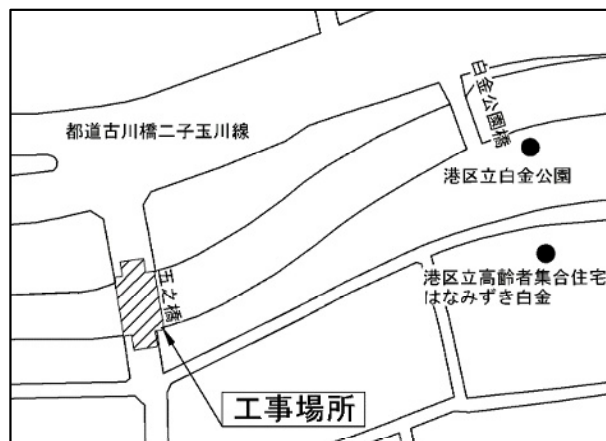 白金公園橋
都道古川橋二子玉川線
港区立白金公園
港区立高齢者集合住宅
はなみずき白金
五之橋
工事場所